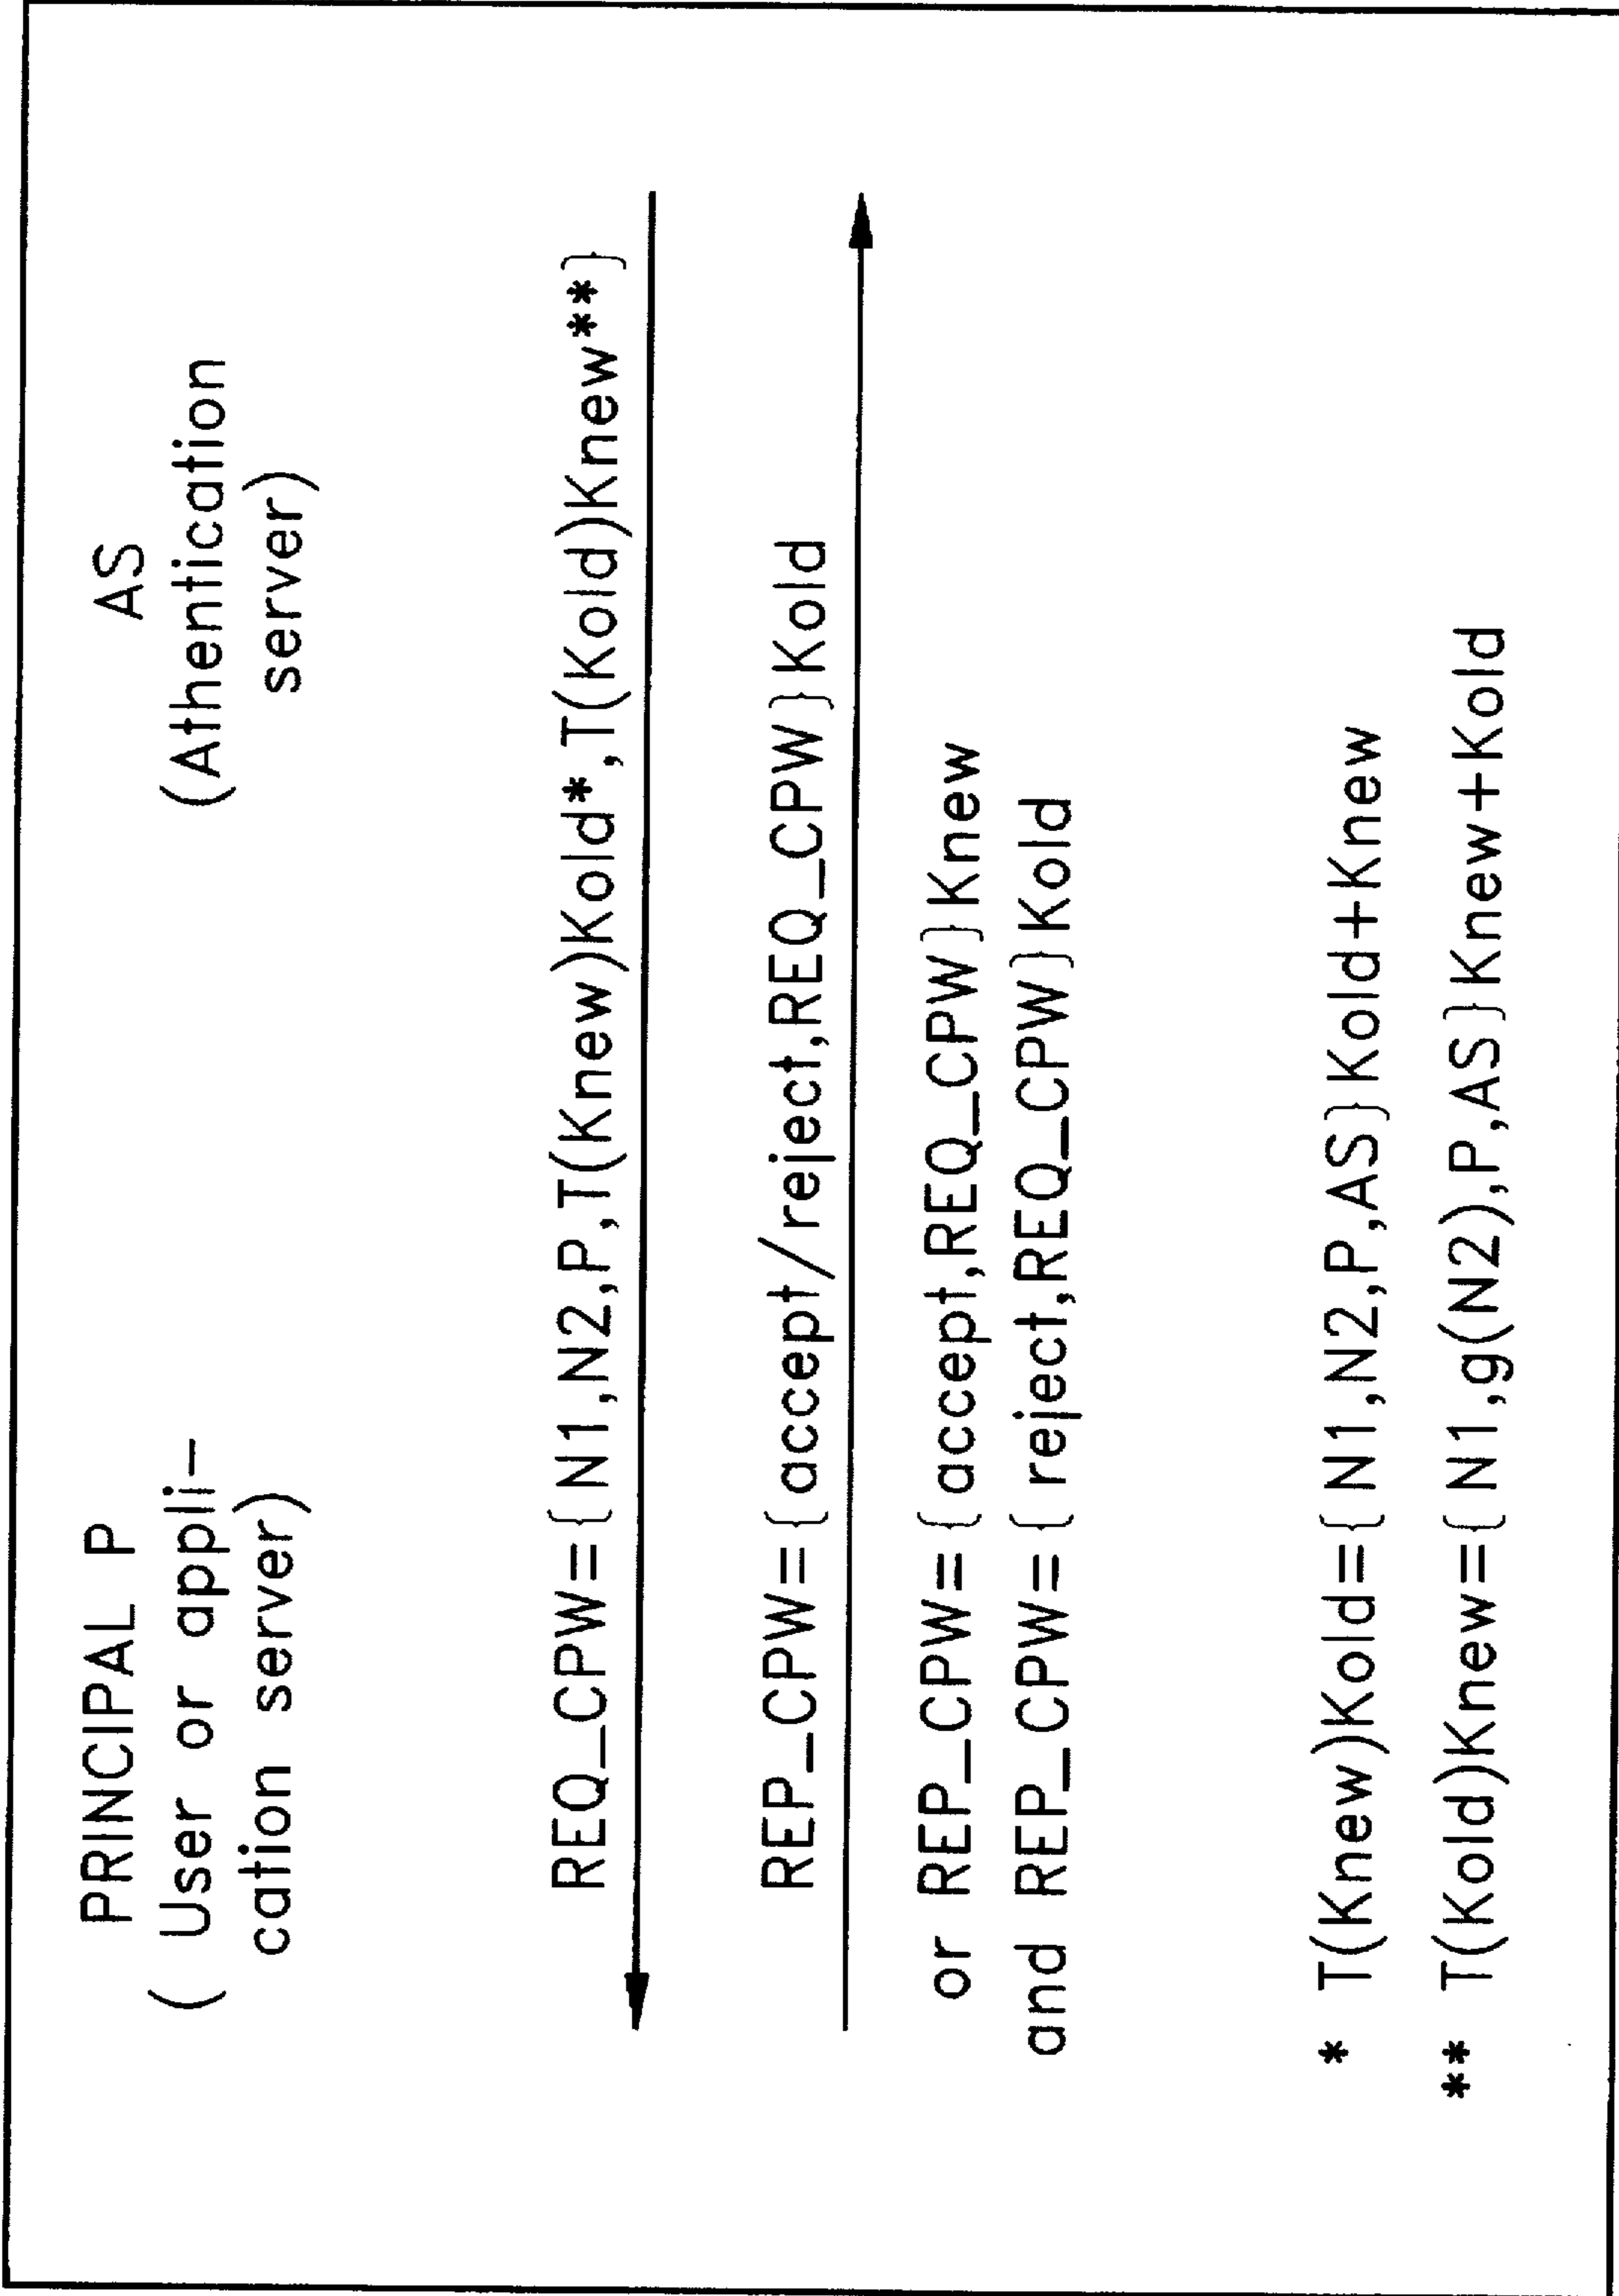 PRINCIPAL P
( User or appli-
cation server)
AS
(Athentication
server)
REQ_CPW={N1,N2,P,T(Knew)Kold*,T(Kold)Knew**}
REP_CPW={accept/reject,REQ_CPW}Kold
or REP_CPW={accept,REQ_CPW}Knew
and REP_CPW={reject,REQ_CPW}Kold
* T(Knew)Kold={N1,N2,P,AS}Kold+Knew
** T(Kold)Knew={N1,g(N2),P,AS}Knew+Kold